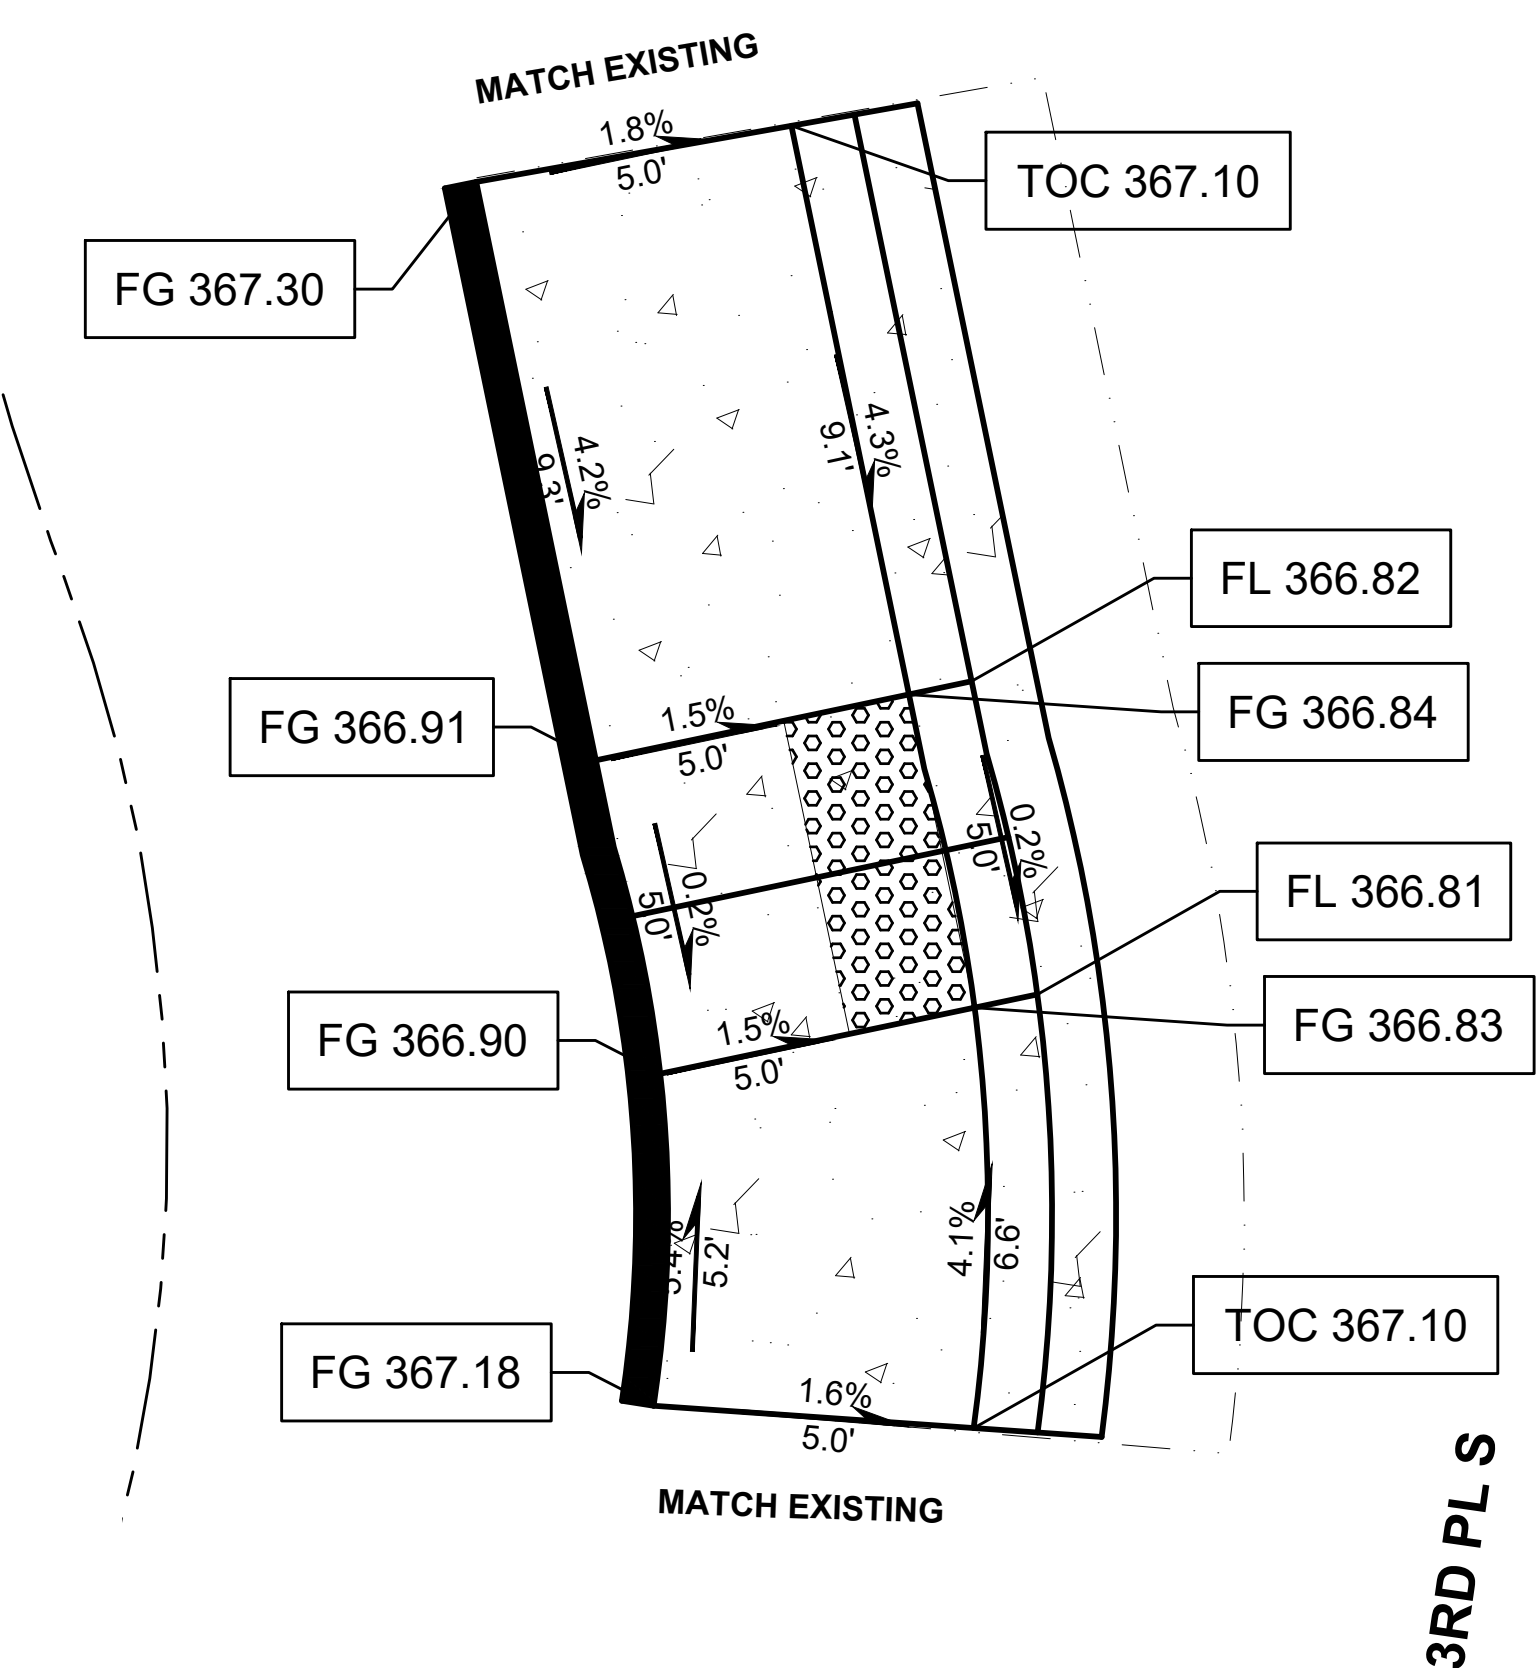 MATCH EXISTING
1.8%
5.0'
TOC 367.10
FG 367.30
4.2%
9.3'
4.3%
9.1'
FL 366.82
FG 366.84
FG 366.91
1.5%
5.0'
0.2%
5.0'
0.2%
5.0'
FL 366.81
FG 366.83
FG 366.90
1.5%
5.0'
5.4%
5.2'
4.1%
6.6'
TOC 367.10
FG 367.18
1.6%
5.0'
MATCH EXISTING
3RD PL S